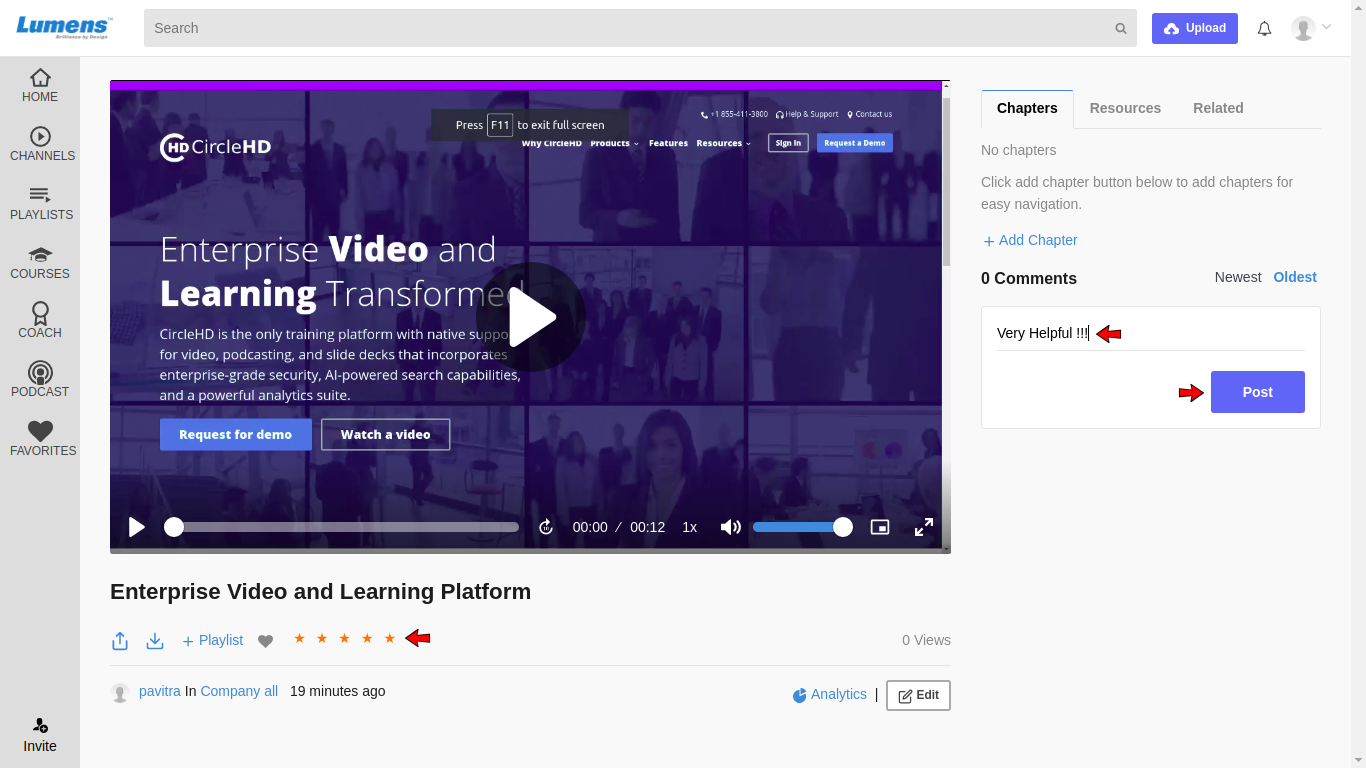 Lumens
Brilliance by Design
Search
Upload
HOME
CHANNELS
PLAYLISTS
COURSES
COACH
PODCAST
FAVORITES
Invite
+1 855-411-3800 Help & Support Contact us
Press F11 to exit full screen
HD CircleHD
Why CircleHD Products Features Resources Sign In Request a Demo
Enterprise Video and
Learning Transformed
CircleHD is the only training platform with native support
for video, podcasting, and slide decks that incorporates
enterprise-grade security, AI-powered search capabilities,
and a powerful analytics suite.
Request for demo Watch a video
00:00 / 00:12 1x
Enterprise Video and Learning Platform
+ Playlist
0 Views
pavitra In Company all 19 minutes ago
Analytics | Edit
Chapters Resources Related
No chapters
Click add chapter button below to add chapters for
easy navigation.
+ Add Chapter
0 Comments Newest Oldest
Very Helpful !!!
Post